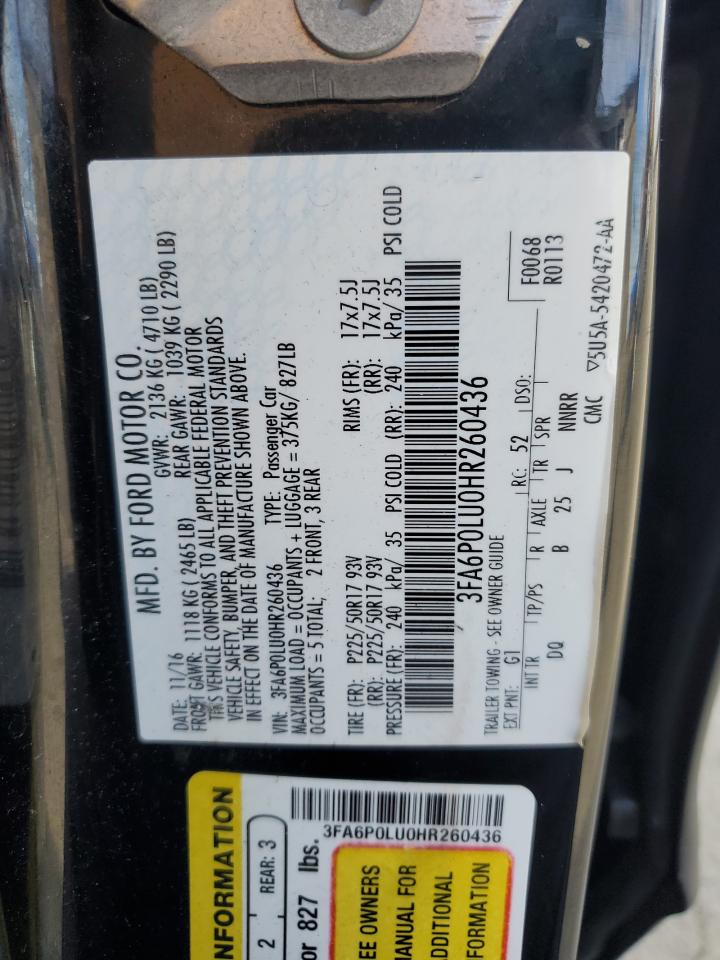 MFD. BY FORD MOTOR CO.
DATE: 11/16 GVWR: 2136 KG ( 4710 LB)
FRONT GAWR: 1118 KG ( 2465 LB) REAR GAWR: 1039 KG ( 2290 LB)
THIS VEHICLE CONFORMS TO ALL APPLICABLE FEDERAL MOTOR
VEHICLE SAFETY, BUMPER, AND THEFT PREVENTION STANDARDS
IN EFFECT ON THE DATE OF MANUFACTURE SHOWN ABOVE.
VIN: 3FA6P0LU0HR260436 TYPE: Passenger Car
MAXIMUM LOAD = OCCUPANTS + LUGGAGE = 375KG/ 827LB
OCCUPANTS = 5 TOTAL; 2 FRONT, 3 REAR
TIRE (FR): P225/50R17 93V RIMS (FR): 17x7.5J
(RR): P225/50R17 93V (RR): 17x7.5J
PRESSURE (FR): 240 kPa/ 35 PSI COLD (RR): 240 kPa/ 35 PSI COLD
3FA6P0LU0HR260436
TRAILER TOWING - SEE OWNER GUIDE F0068
EXT PNT: G1 RC: 52 DSO: R0113
INT TR TP/PS R AXLE TR SPR
DQ B 25 J NNRR
CMC ▽5U5A-5420472-AA
NFORMATION
2 REAR: 3
or 827 lbs.
3FA6P0LU0HR260436
EE OWNERS
ANUAL FOR
ADDITIONAL
FORMATION